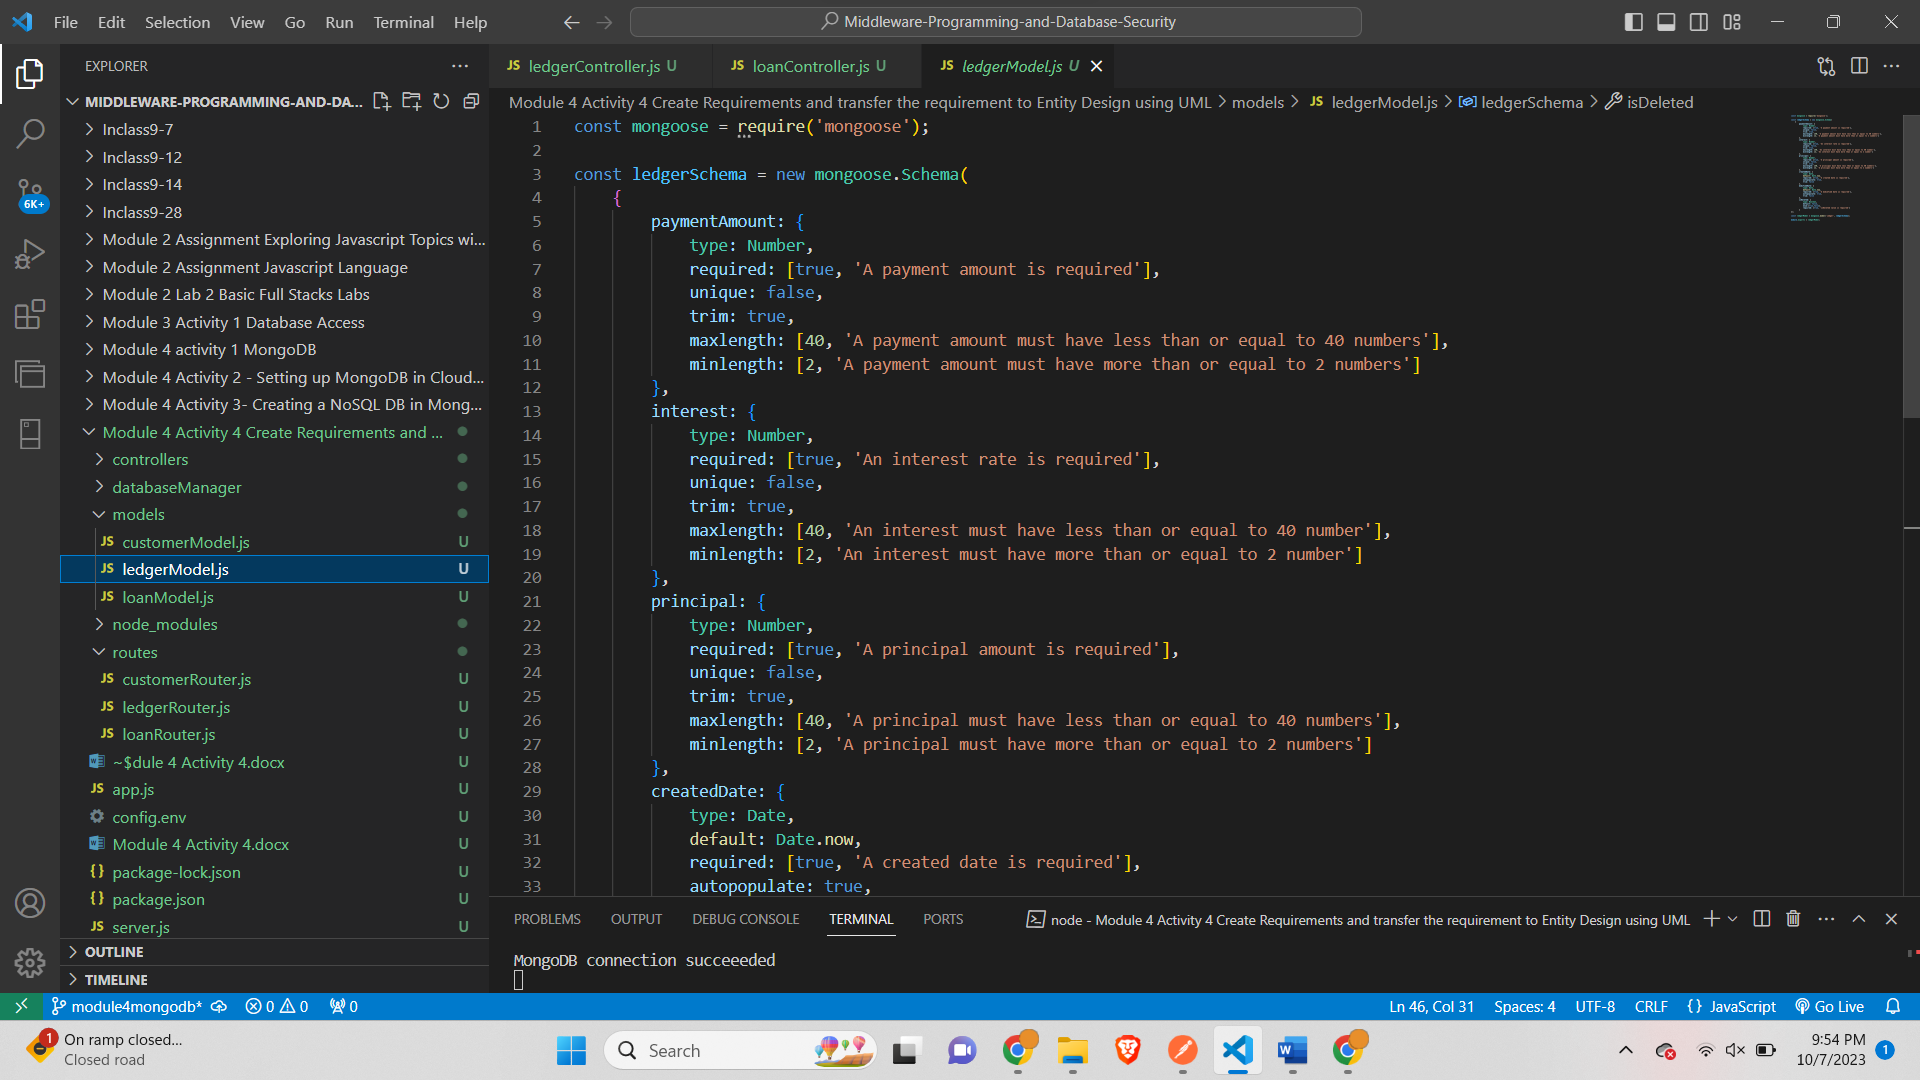 File Edit Selection View Go Run Terminal Help
Middleware-Programming-and-Database-Security
EXPLORER
MIDDLEWARE-PROGRAMMING-AND-DA...
Inclass9-7
Inclass9-12
Inclass9-14
Inclass9-28
Module 2 Assignment Exploring Javascript Topics wi...
Module 2 Assignment Javascript Language
Module 2 Lab 2 Basic Full Stacks Labs
Module 3 Activity 1 Database Access
Module 4 activity 1 MongoDB
Module 4 Activity 2 - Setting up MongoDB in Cloud...
Module 4 Activity 3- Creating a NoSQL DB in Mong...
Module 4 Activity 4 Create Requirements and ...
controllers
databaseManager
models
JS customerModel.js U
JS ledgerModel.js U
JS loanModel.js U
node_modules
routes
JS customerRouter.js U
JS ledgerRouter.js U
JS loanRouter.js U
~$dule 4 Activity 4.docx U
JS app.js U
config.env U
Module 4 Activity 4.docx U
{} package-lock.json U
{} package.json U
JS server.js U
OUTLINE
TIMELINE
6K+
JS ledgerController.js U JS loanController.js U JS ledgerModel.js U
Module 4 Activity 4 Create Requirements and transfer the requirement to Entity Design using UML > models > JS ledgerModel.js > ledgerSchema > isDeleted
1 const mongoose = require('mongoose');
2
3 const ledgerSchema = new mongoose.Schema(
4 {
5 paymentAmount: {
6 type: Number,
7 required: [true, 'A payment amount is required'],
8 unique: false,
9 trim: true,
10 maxlength: [40, 'A payment amount must have less than or equal to 40 numbers'],
11 minlength: [2, 'A payment amount must have more than or equal to 2 numbers']
12 },
13 interest: {
14 type: Number,
15 required: [true, 'An interest rate is required'],
16 unique: false,
17 trim: true,
18 maxlength: [40, 'An interest must have less than or equal to 40 number'],
19 minlength: [2, 'An interest must have more than or equal to 2 number']
20 },
21 principal: {
22 type: Number,
23 required: [true, 'A principal amount is required'],
24 unique: false,
25 trim: true,
26 maxlength: [40, 'A principal must have less than or equal to 40 numbers'],
27 minlength: [2, 'A principal must have more than or equal to 2 numbers']
28 },
29 createdDate: {
30 type: Date,
31 default: Date.now,
32 required: [true, 'A created date is required'],
33 autopopulate: true,
PROBLEMS OUTPUT DEBUG CONSOLE TERMINAL PORTS
node - Module 4 Activity 4 Create Requirements and transfer the requirement to Entity Design using UML
MongoDB connection succeeeded
module4mongodb* 0 0 0
Ln 46, Col 31 Spaces: 4 UTF-8 CRLF {} JavaScript Go Live
1 On ramp closed...
Closed road
Search
9:54 PM
10/7/2023
1